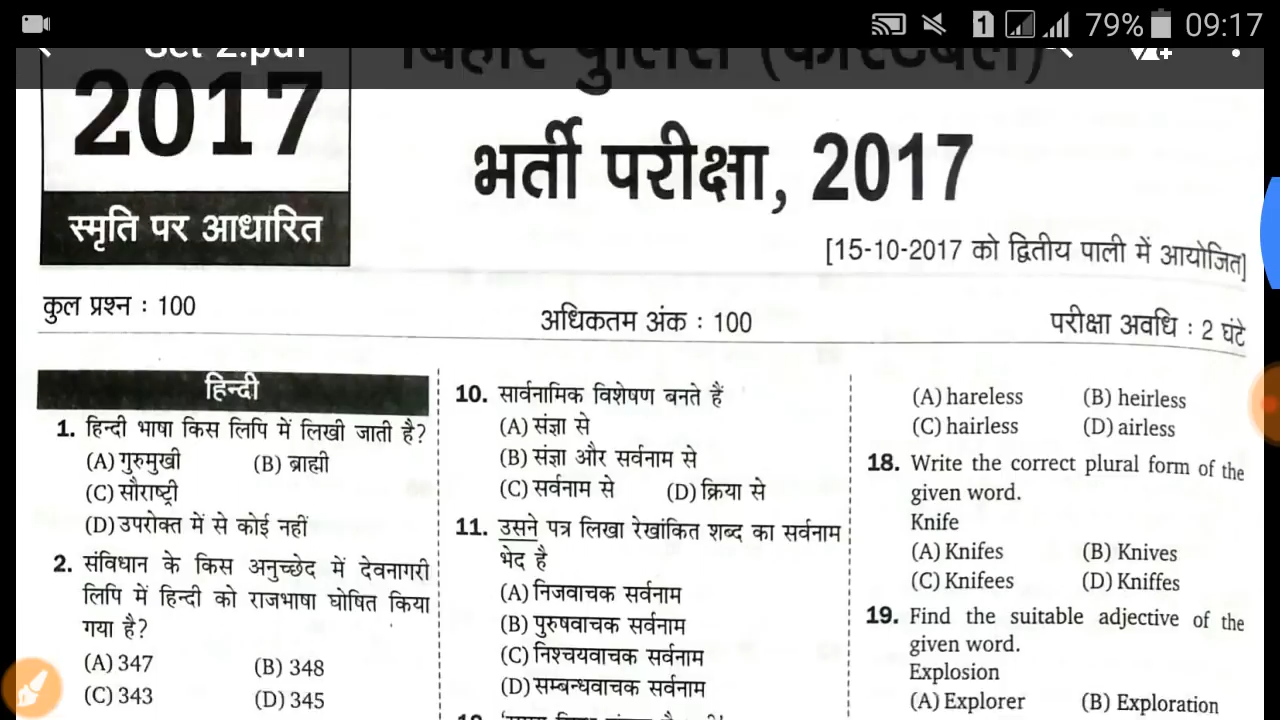 79% 09:17
Set-2.pdf
बिहार पुलिस (कांस्टेबल)
2017
भर्ती परीक्षा, 2017
स्मृति पर आधारित
[15-10-2017 को द्वितीय पाली में आयोजित]
कुल प्रश्न : 100
अधिकतम अंक : 100
परीक्षा अवधि : 2 घंटे
हिन्दी
1. हिन्दी भाषा किस लिपि में लिखी जाती है?
(A) गुरुमुखी (B) ब्राह्मी
(C) सौराष्ट्री
(D) उपरोक्त में से कोई नहीं
2. संविधान के किस अनुच्छेद में देवनागरी
लिपि में हिन्दी को राजभाषा घोषित किया
गया है?
(A) 347 (B) 348
(C) 343 (D) 345
10. सार्वनामिक विशेषण बनते हैं
(A) संज्ञा से
(B) संज्ञा और सर्वनाम से
(C) सर्वनाम से (D) क्रिया से
11. उसने पत्र लिखा रेखांकित शब्द का सर्वनाम
भेद है
(A) निजवाचक सर्वनाम
(B) पुरुषवाचक सर्वनाम
(C) निश्चयवाचक सर्वनाम
(D) सम्बन्धवाचक सर्वनाम
(A) hareless (B) heirless
(C) hairless (D) airless
18. Write the correct plural form of the
given word.
Knife
(A) Knifes (B) Knives
(C) Knifees (D) Kniffes
19. Find the suitable adjective of the
given word.
Explosion
(A) Explorer (B) Exploration